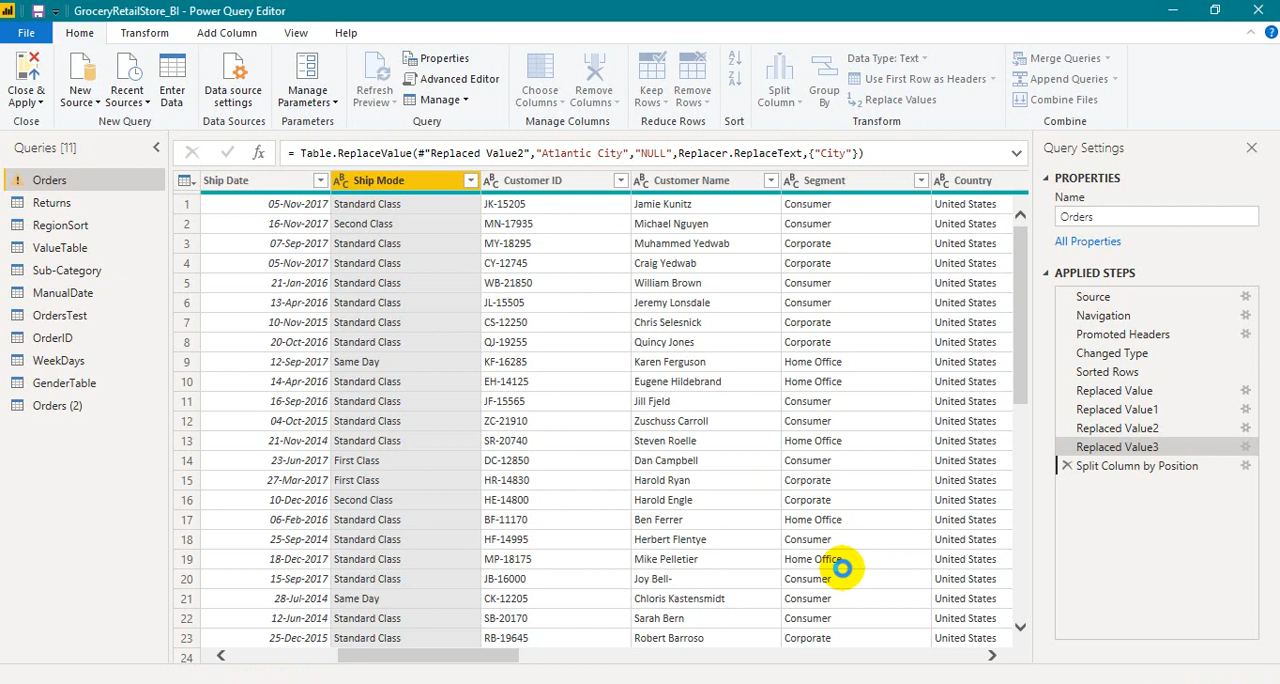 GroceryRetailStore_BI - Power Query Editor
File Home Transform Add Column View Help
Close & Apply
New Source
Recent Sources
Enter Data
Data source settings
Manage Parameters
Refresh Preview
Properties
Advanced Editor
Manage
Choose Columns
Remove Columns
Keep Rows
Remove Rows
Split Column
Group By
Data Type: Text
Use First Row as Headers
Replace Values
Merge Queries
Append Queries
Combine Files
Close New Query Data Sources Parameters Query Manage Columns Reduce Rows Sort Transform Combine
Queries [11]
Orders
Returns
RegionSort
ValueTable
Sub-Category
ManualDate
OrdersTest
OrderID
WeekDays
GenderTable
Orders (2)
fx = Table.ReplaceValue(#"Replaced Value2","Atlantic City","NULL",Replacer.ReplaceText,{"City"})
Ship Date ABC Ship Mode ABC Customer ID ABC Customer Name ABC Segment ABC Country
1 05-Nov-2017 Standard Class JK-15205 Jamie Kunitz Consumer United States
2 16-Nov-2017 Second Class MN-17935 Michael Nguyen Consumer United States
3 07-Sep-2017 Standard Class MY-18295 Muhammed Yedwab Corporate United States
4 05-Nov-2017 Standard Class CY-12745 Craig Yedwab Corporate United States
5 21-Jan-2016 Standard Class WB-21850 William Brown Consumer United States
6 13-Apr-2016 Standard Class JL-15505 Jeremy Lonsdale Consumer United States
7 10-Nov-2015 Standard Class CS-12250 Chris Selesnick Corporate United States
8 20-Oct-2016 Standard Class QJ-19255 Quincy Jones Corporate United States
9 12-Sep-2017 Same Day KF-16285 Karen Ferguson Home Office United States
10 14-Apr-2016 Standard Class EH-14125 Eugene Hildebrand Home Office United States
11 16-Sep-2016 Standard Class JF-15565 Jill Fjeld Consumer United States
12 04-Oct-2015 Standard Class ZC-21910 Zuschuss Carroll Consumer United States
13 21-Nov-2014 Standard Class SR-20740 Steven Roelle Home Office United States
14 23-Jun-2017 First Class DC-12850 Dan Campbell Consumer United States
15 27-Mar-2017 First Class HR-14830 Harold Ryan Corporate United States
16 10-Dec-2016 Second Class HE-14800 Harold Engle Corporate United States
17 06-Feb-2016 Standard Class BF-11170 Ben Ferrer Home Office United States
18 25-Sep-2014 Standard Class HF-14995 Herbert Flentye Consumer United States
19 18-Dec-2017 Standard Class MP-18175 Mike Pelletier Home Office United States
20 15-Sep-2017 Standard Class JB-16000 Joy Bell- Consumer United States
21 28-Jul-2014 Same Day CK-12205 Chloris Kastensmidt Consumer United States
22 12-Jun-2014 Standard Class SB-20170 Sarah Bern Consumer United States
23 25-Dec-2015 Standard Class RB-19645 Robert Barroso Corporate United States
24
Query Settings
PROPERTIES
Name
Orders
All Properties
APPLIED STEPS
Source
Navigation
Promoted Headers
Changed Type
Sorted Rows
Replaced Value
Replaced Value1
Replaced Value2
Replaced Value3
Split Column by Position